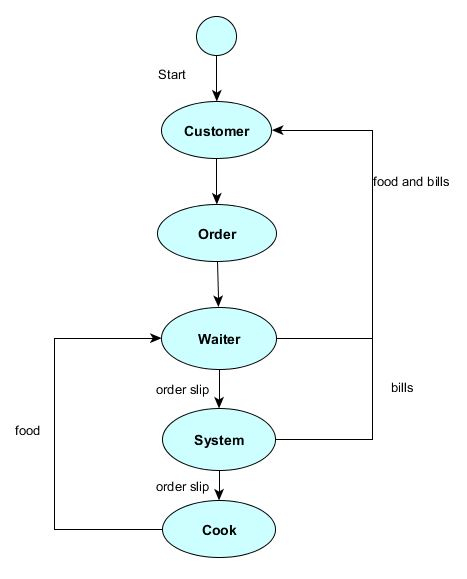 Start
Customer
food and bills
Order
Waiter
order slip
bills
food
System
order slip
Cook